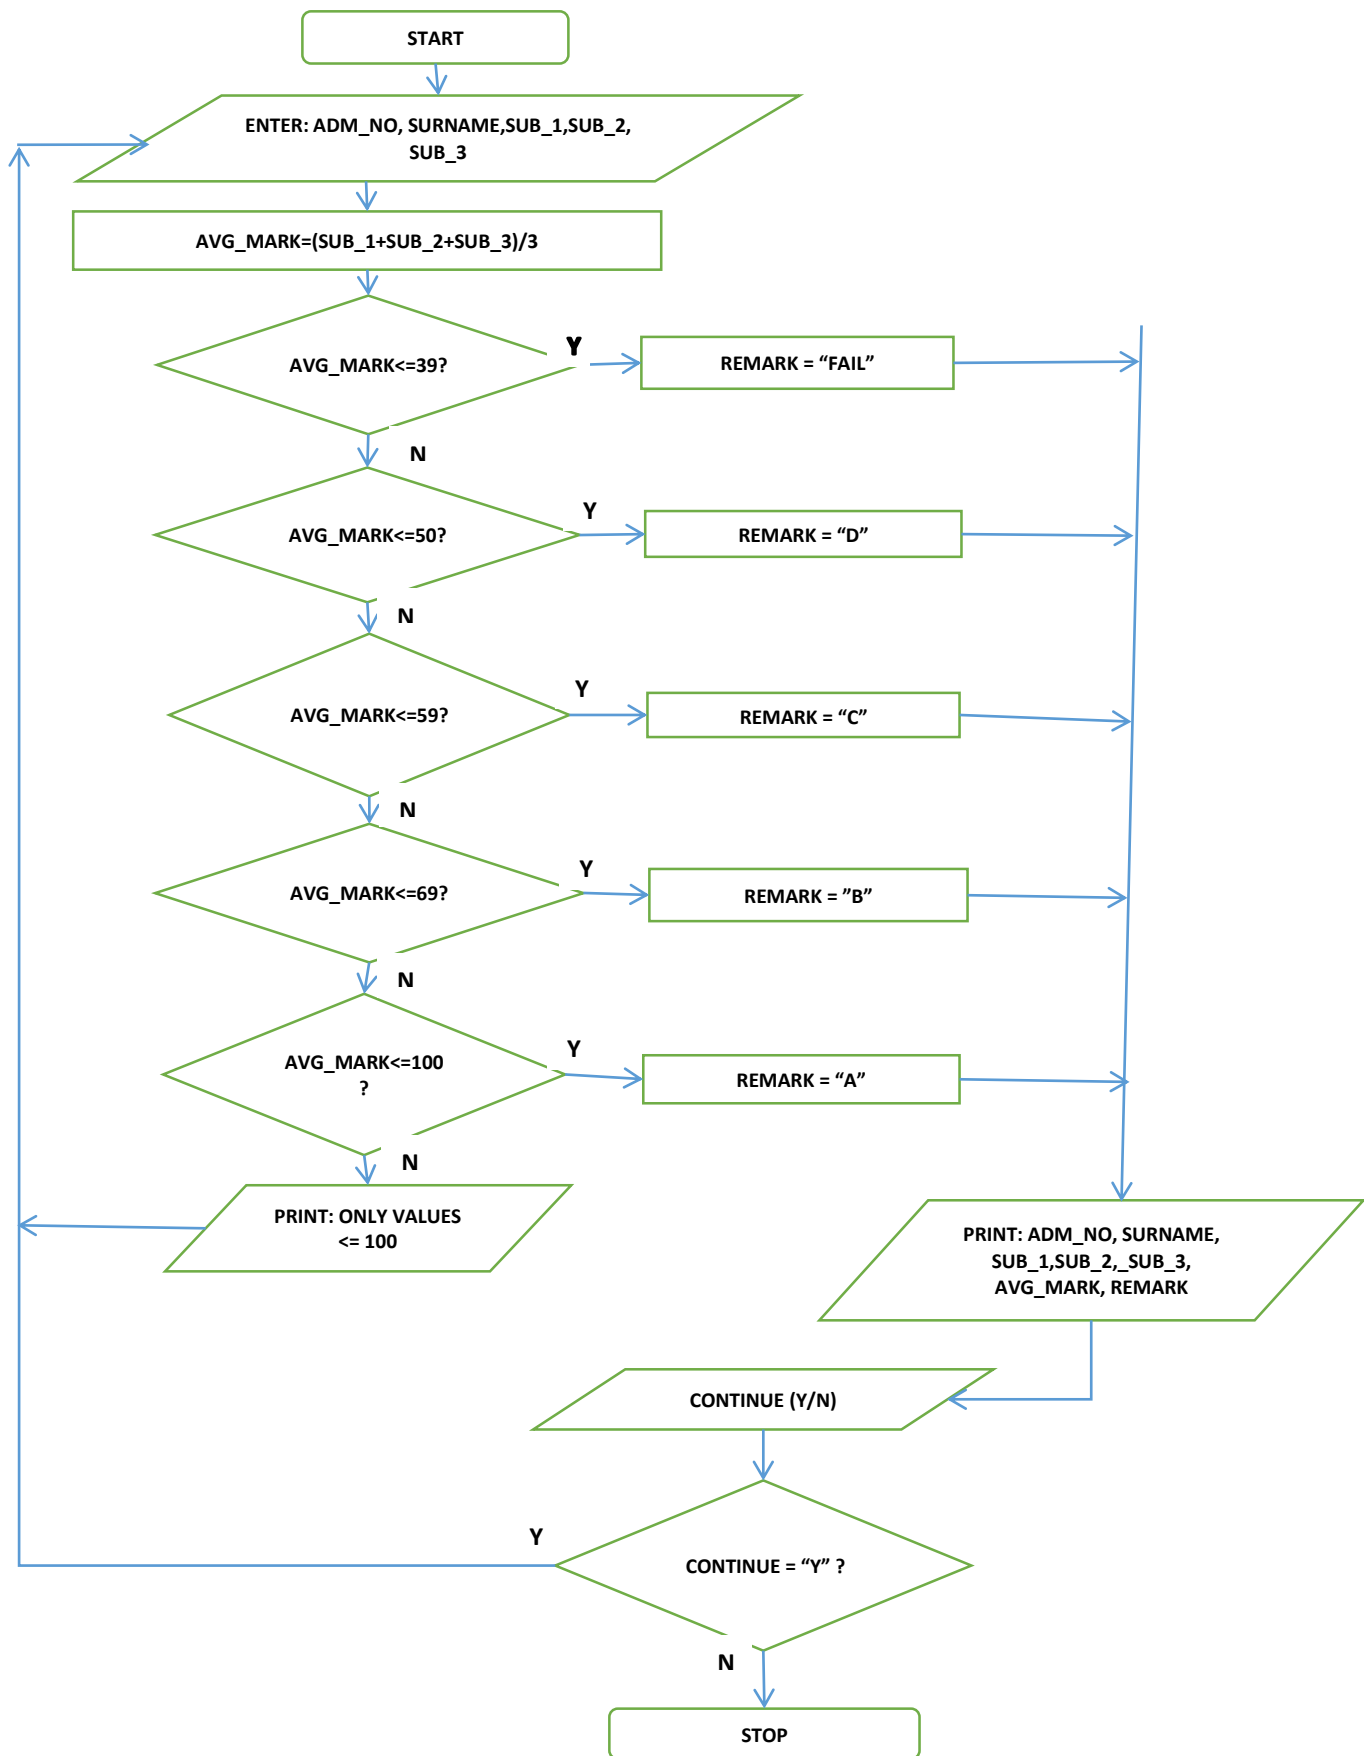 START
ENTER: ADM_NO, SURNAME,SUB_1,SUB_2,
SUB_3
AVG_MARK=(SUB_1+SUB_2+SUB_3)/3
AVG_MARK<=39?
Y
REMARK = “FAIL”
N
AVG_MARK<=50?
Y
REMARK = “D”
N
AVG_MARK<=59?
Y
REMARK = “C”
N
AVG_MARK<=69?
Y
REMARK = ”B”
N
AVG_MARK<=100
?
Y
REMARK = “A”
N
PRINT: ONLY VALUES
<= 100
PRINT: ADM_NO, SURNAME,
SUB_1,SUB_2,_SUB_3,
AVG_MARK, REMARK
CONTINUE (Y/N)
Y
CONTINUE = “Y” ?
N
STOP